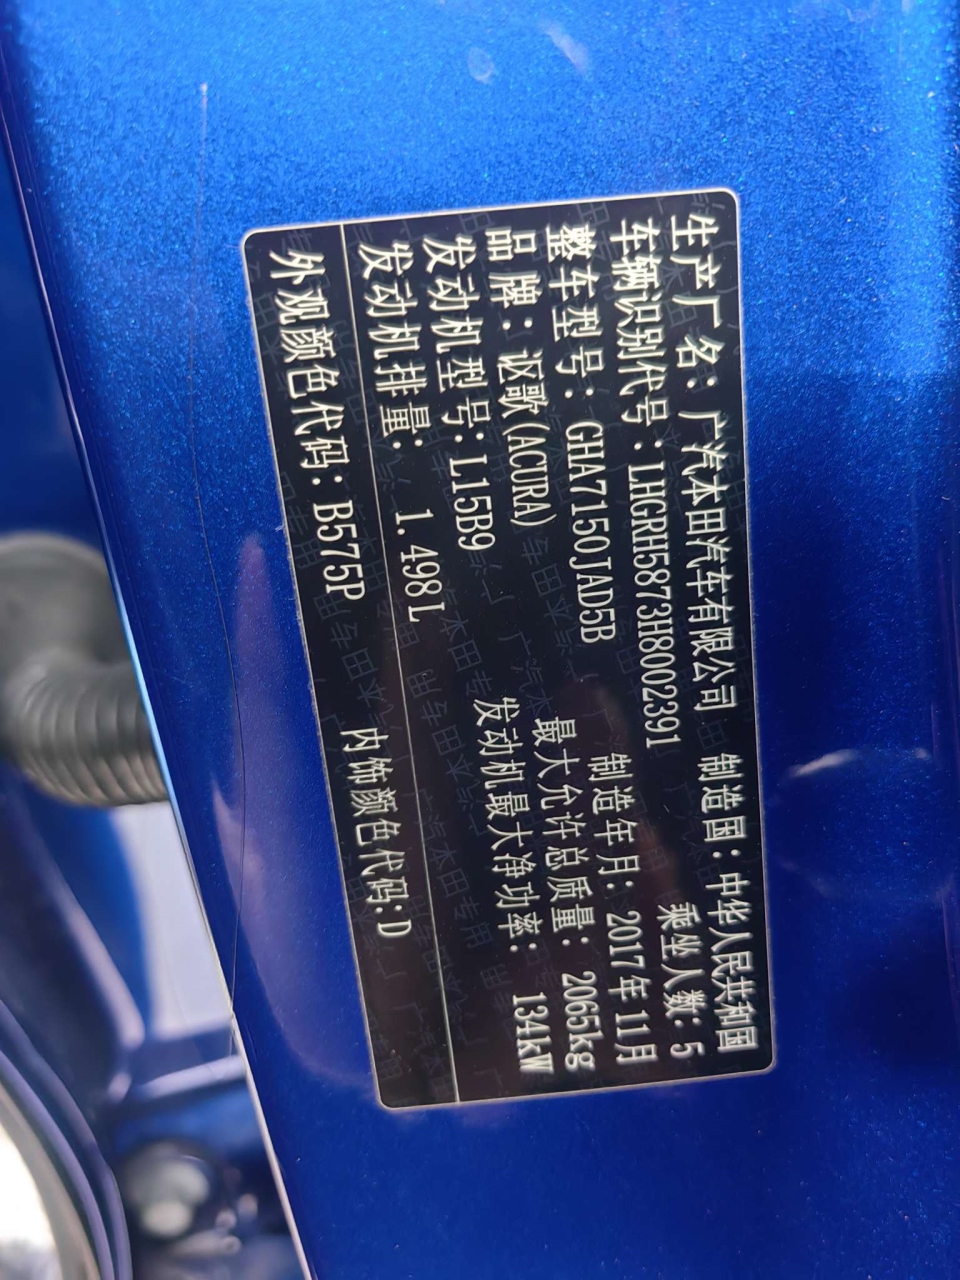 生产厂名：广汽本田汽车有限公司 制造国：中华人民共和国
车辆识别代号：LHGRH5873H8002391 乘坐人数：5
整车型号：GHA7150JAD5B 制造年月：2017年11月
品牌：讴歌(ACURA) 最大允许总质量：2065kg
发动机型号：L15B9 发动机最大净功率：134kW
发动机排量：1.498L
外观颜色代码：B575P 内饰颜色代码:D